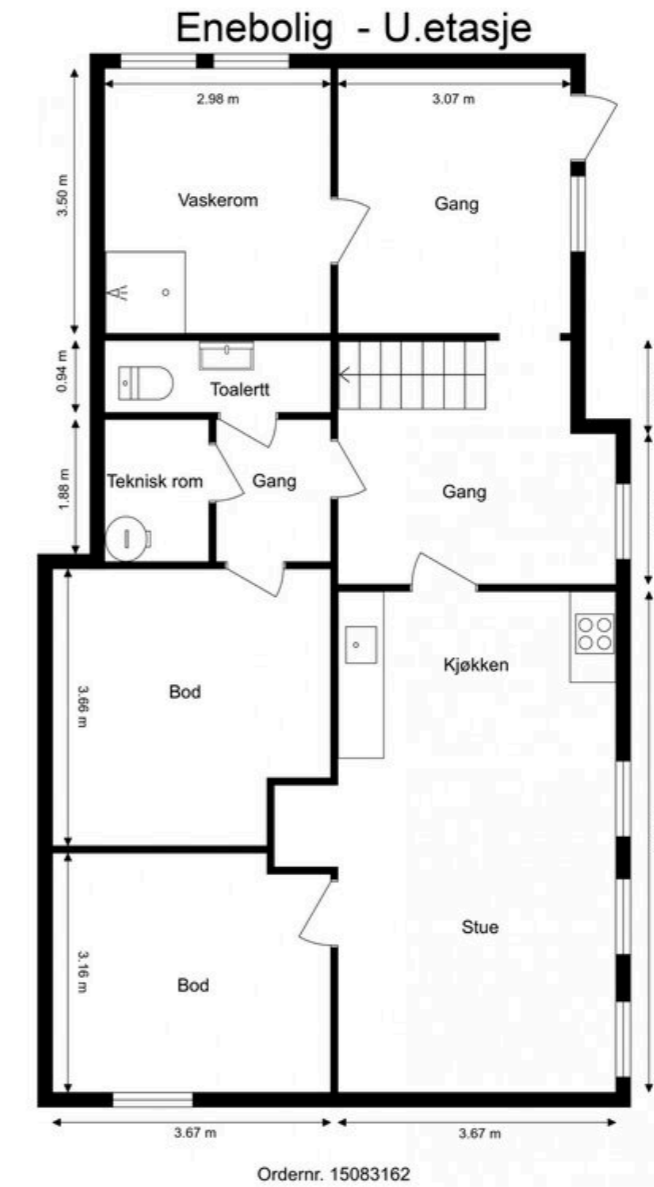 Enebolig - U.etasje
2.98 m
3.07 m
3.50 m
Vaskerom
Gang
0.94 m
Toalertt
1.88 m
Teknisk rom
Gang
Gang
Kjøkken
3.66 m
Bod
Stue
3.16 m
Bod
3.67 m
3.67 m
Ordernr. 15083162